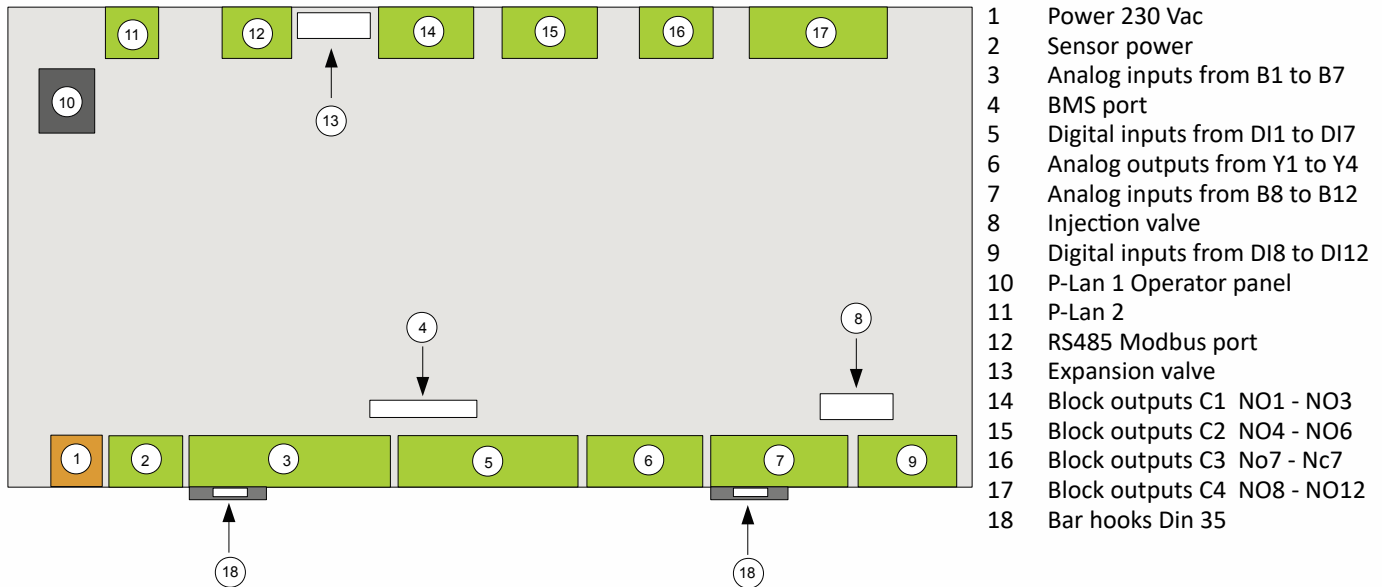 11
12
14
15
16
17
10
13
4
8
1
2
3
5
6
7
9
18
18
1 Power 230 Vac
2 Sensor power
3 Analog inputs from B1 to B7
4 BMS port
5 Digital inputs from DI1 to DI7
6 Analog outputs from Y1 to Y4
7 Analog inputs from B8 to B12
8 Injection valve
9 Digital inputs from DI8 to DI12
10 P-Lan 1 Operator panel
11 P-Lan 2
12 RS485 Modbus port
13 Expansion valve
14 Block outputs C1 NO1 - NO3
15 Block outputs C2 NO4 - NO6
16 Block outputs C3 No7 - Nc7
17 Block outputs C4 NO8 - NO12
18 Bar hooks Din 35